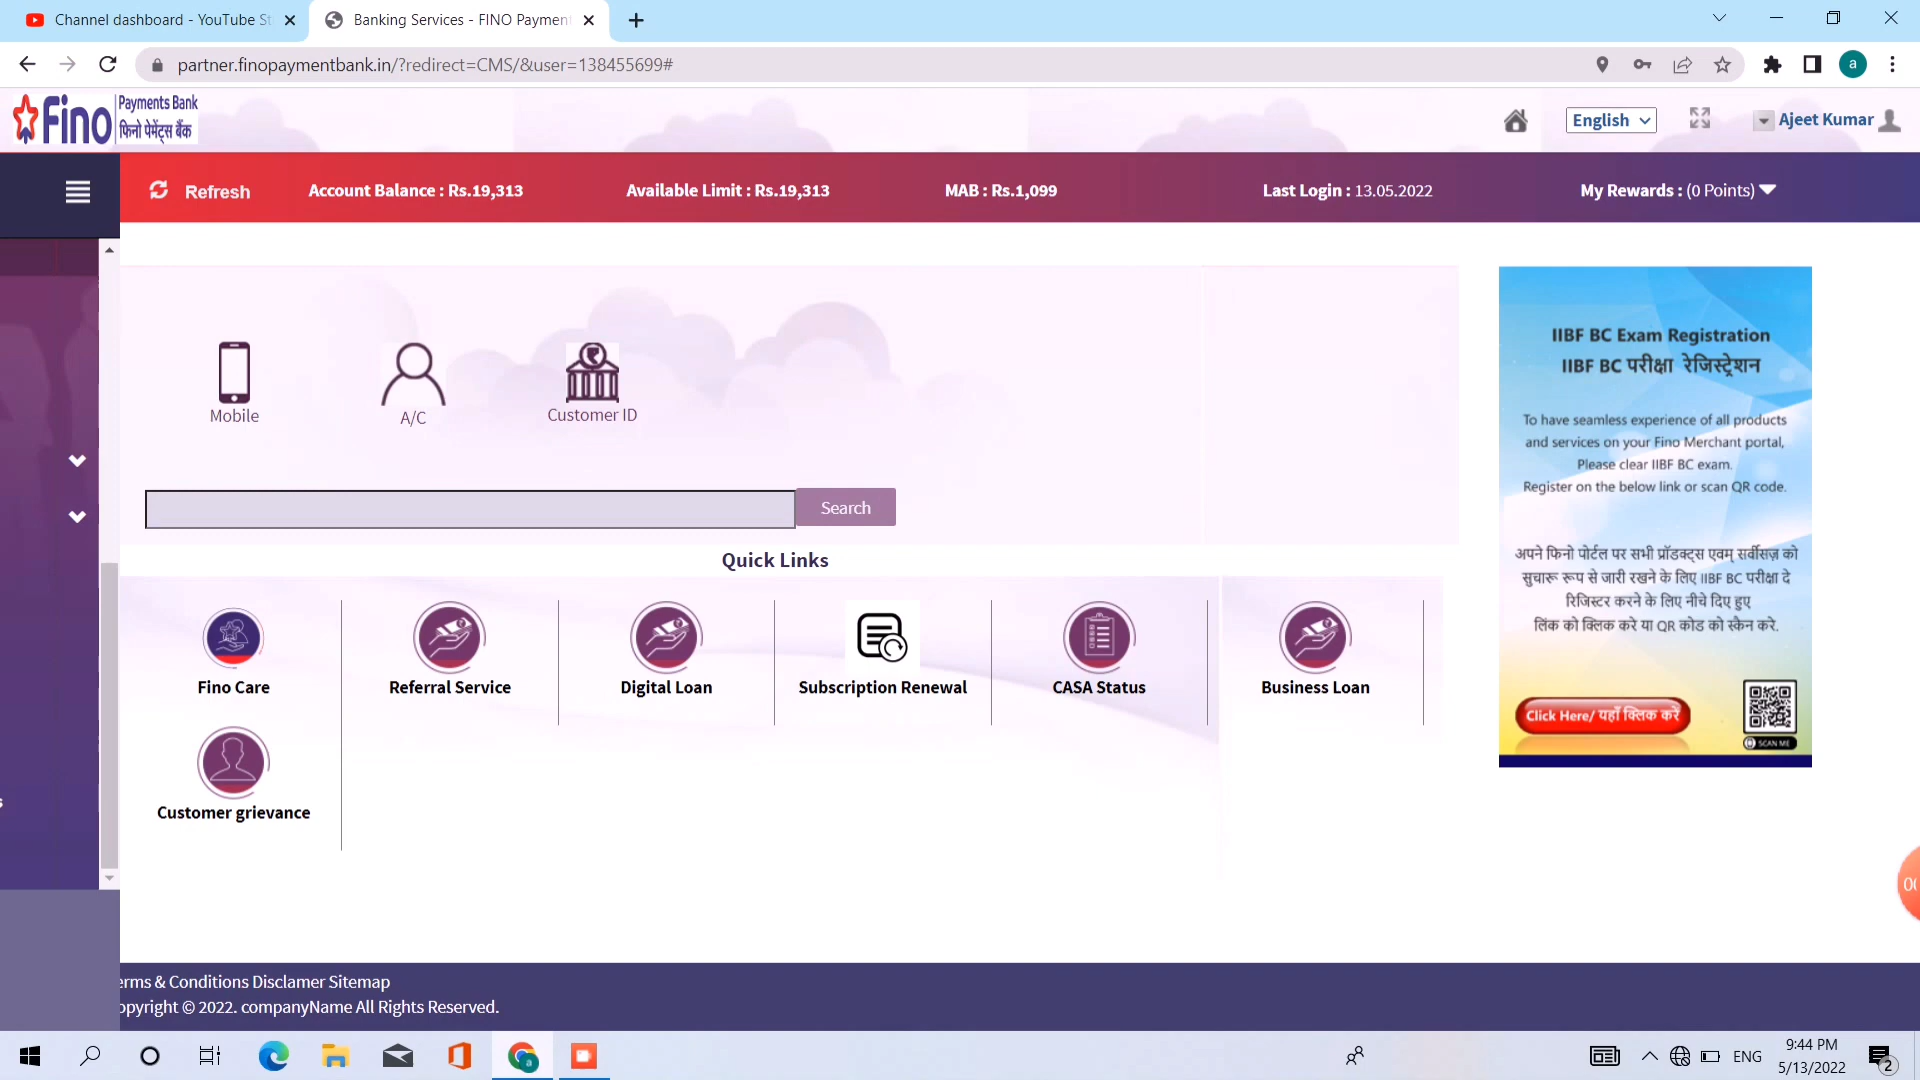 Channel dashboard - YouTube St
Banking Services - FINO Paymen
partner.finopaymentbank.in/?redirect=CMS/&user=138455699#
a
Fino
Payments Bank
फिनो पेमेंट्स बैंक
English
Ajeet Kumar
Refresh
Account Balance : Rs.19,313
Available Limit : Rs.19,313
MAB : Rs.1,099
Last Login : 13.05.2022
My Rewards : (0 Points)
Mobile
A/C
Customer ID
Search
Quick Links
Fino Care
Referral Service
Digital Loan
Subscription Renewal
CASA Status
Business Loan
Customer grievance
IIBF BC Exam Registration
IIBF BC परीक्षा रेजिस्ट्रेशन
To have seamless experience of all products
and services on your Fino Merchant portal,
Please clear IIBF BC exam.
Register on the below link or scan QR code.
अपने फिनो पोर्टल पर सभी प्रॉडक्ट्स एवम् सर्वीसज़ को
सुचारू रूप से जारी रखने के लिए IIBF BC परीक्षा दे
रिजिस्टर करने के लिए नीचे दिए हुए
लिंक को क्लिक करे या QR कोड को स्कैन करे.
Click Here/ यहाँ क्लिक करें
SCAN ME
s
erms & Conditions Disclamer Sitemap
opyright © 2022. companyName All Rights Reserved.
a
ENG
9:44 PM
5/13/2022
2